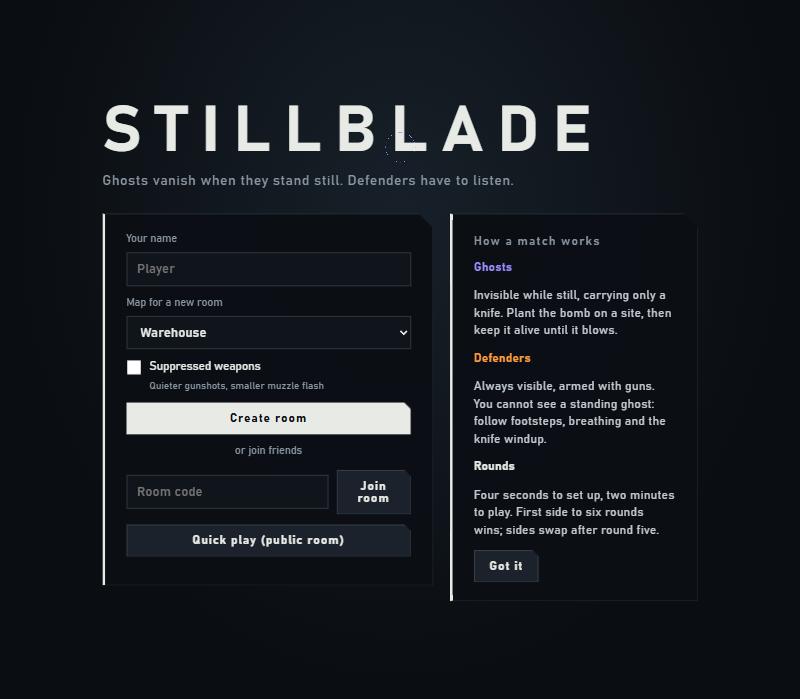 STILLBLADE
Ghosts vanish when they stand still. Defenders have to listen.
Your name
Player
Map for a new room
Warehouse
Suppressed weapons
Quieter gunshots, smaller muzzle flash
Create room
or join friends
Room code
Join
room
Quick play (public room)
How a match works
Ghosts
Invisible while still, carrying only a
knife. Plant the bomb on a site, then
keep it alive until it blows.
Defenders
Always visible, armed with guns.
You cannot see a standing ghost:
follow footsteps, breathing and the
knife windup.
Rounds
Four seconds to set up, two minutes
to play. First side to six rounds
wins; sides swap after round five.
Got it